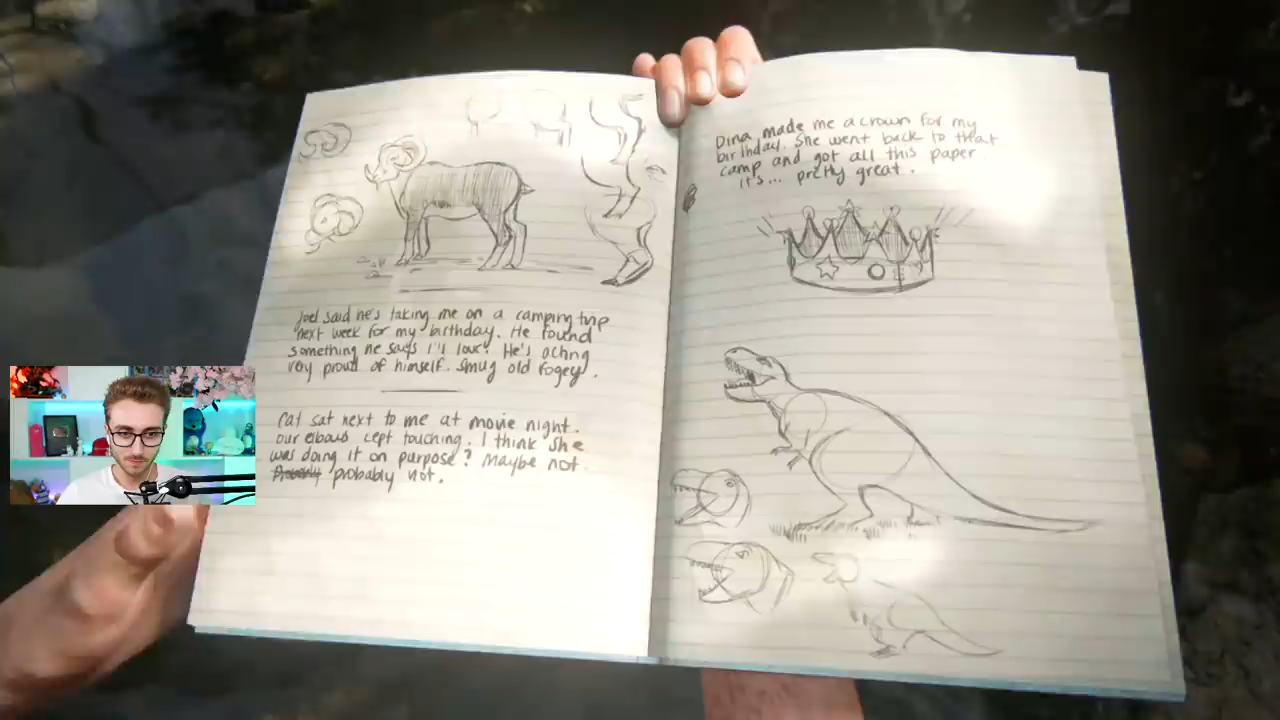 Joel said he's taking me on a camping trip
next week for my birthday. He found
something he says I'll love. He's acting
very proud of himself. Smug old fogey.
Cat sat next to me at movie night.
Our elbows kept touching. I think she
was doing it on purpose? Maybe not.
probably not.
Dina made me a crown for my
birthday. She went back to that
camp and got all this paper.
it's... pretty great.